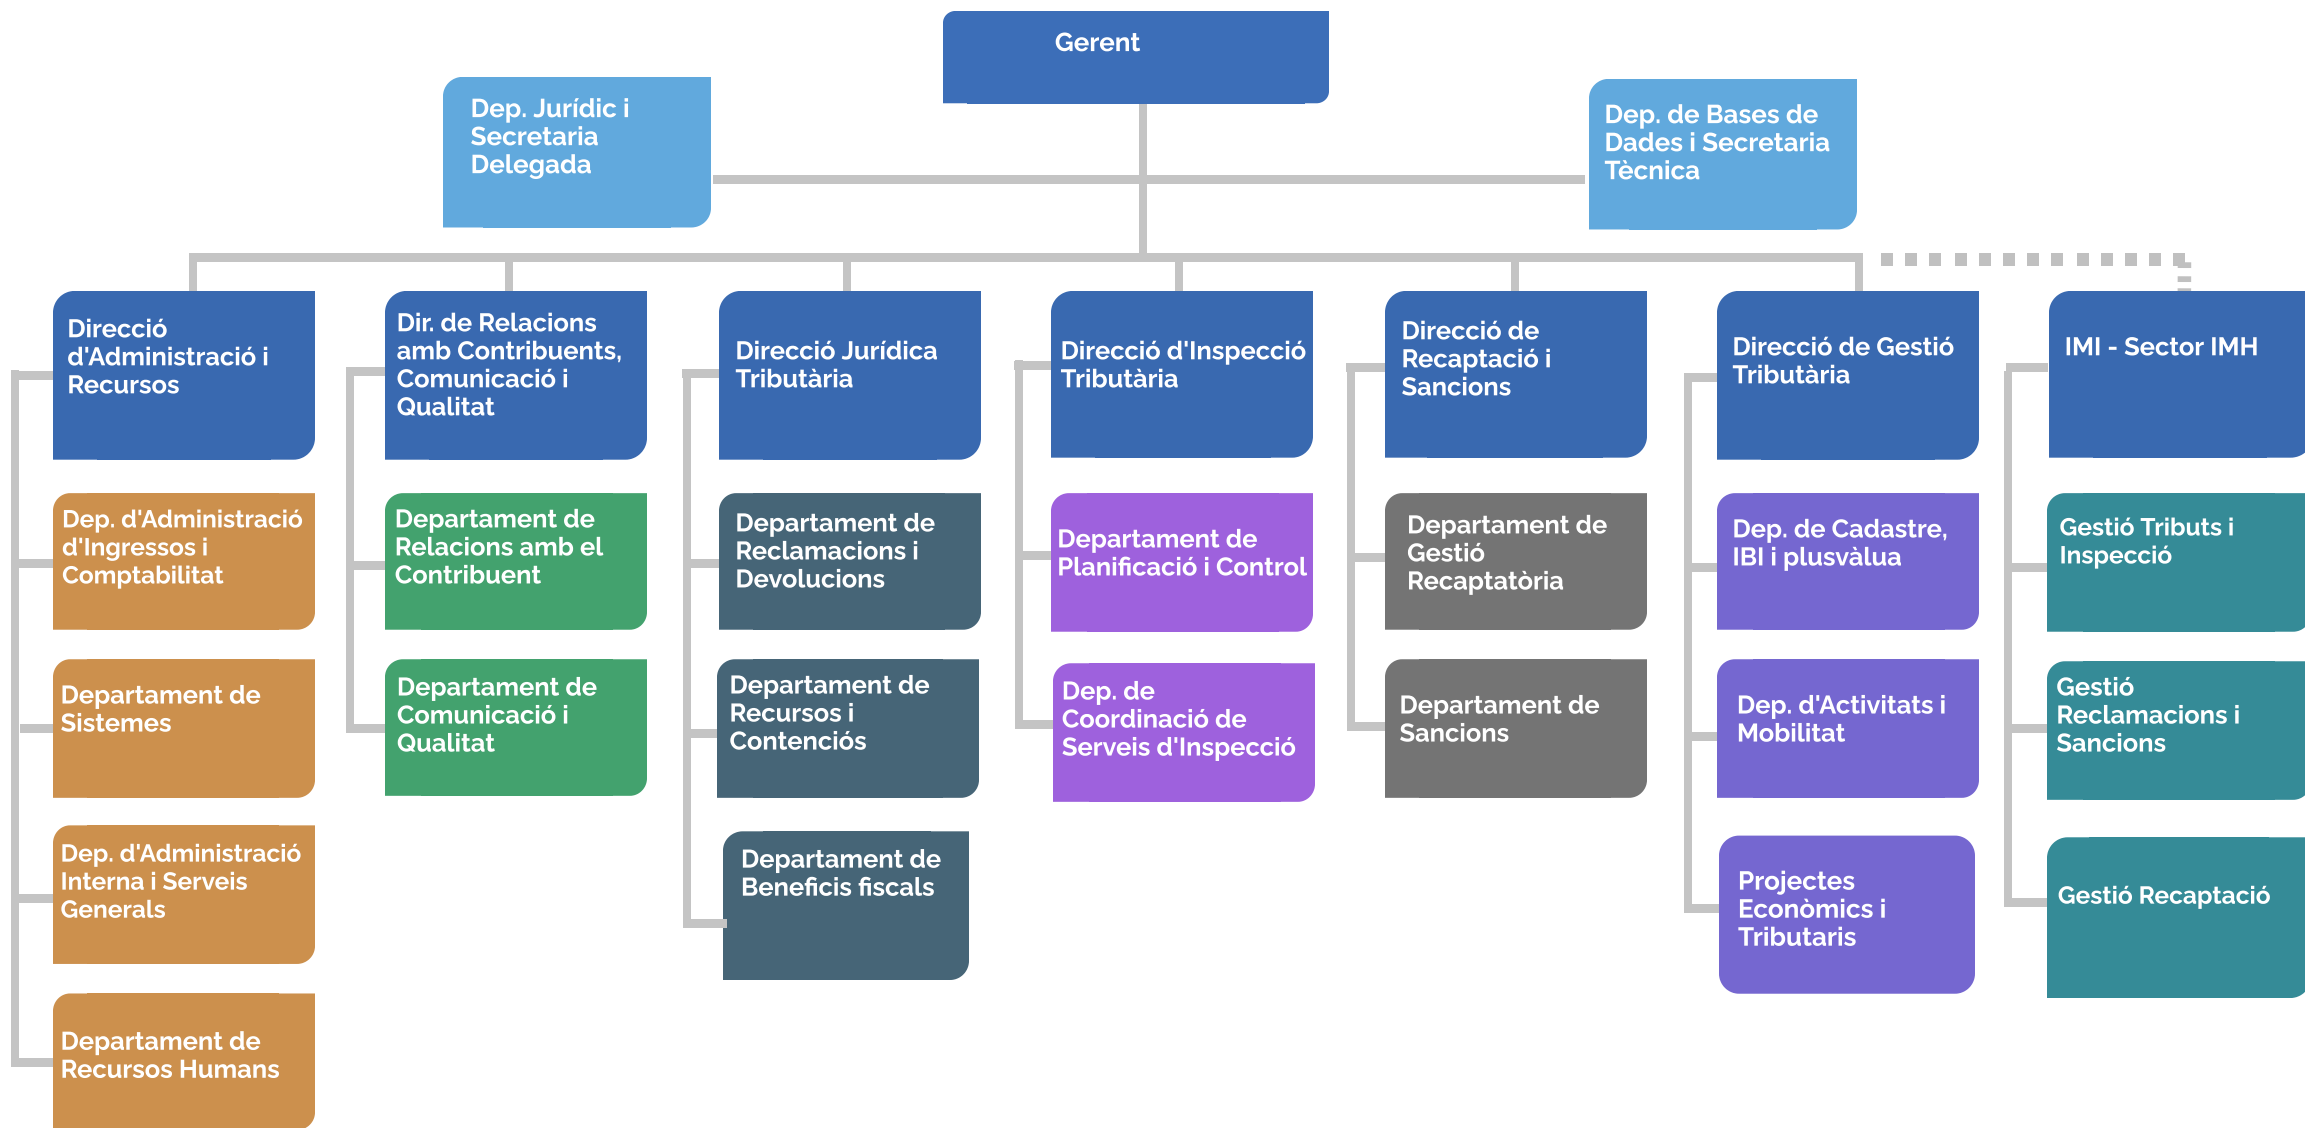 Gerent
Dep. Jurídic i
Secretaria
Delegada
Dep. de Bases de
Dades i Secretaria
Tècnica
Direcció
d'Administració i
Recursos
Dir. de Relacions
amb Contribuents,
Comunicació i
Qualitat
Direcció Jurídica
Tributària
Direcció d'Inspecció
Tributària
Direcció de
Recaptació i
Sancions
Direcció de Gestió
Tributària
IMI - Sector IMH
Dep. d'Administració
d'Ingressos i
Comptabilitat
Departament de
Relacions amb el
Contribuent
Departament de
Reclamacions i
Devolucions
Departament de
Planificació i Control
Departament de
Gestió
Recaptatòria
Dep. de Cadastre,
IBI i plusvàlua
Gestió Tributs i
Inspecció
Departament de
Sistemes
Departament de
Comunicació i
Qualitat
Departament de
Recursos i
Contenciós
Dep. de
Coordinació de
Serveis d'Inspecció
Departament de
Sancions
Dep. d'Activitats i
Mobilitat
Gestió
Reclamacions i
Sancions
Dep. d'Administració
Interna i Serveis
Generals
Departament de
Beneficis fiscals
Projectes
Econòmics i
Tributaris
Gestió Recaptació
Departament de
Recursos Humans